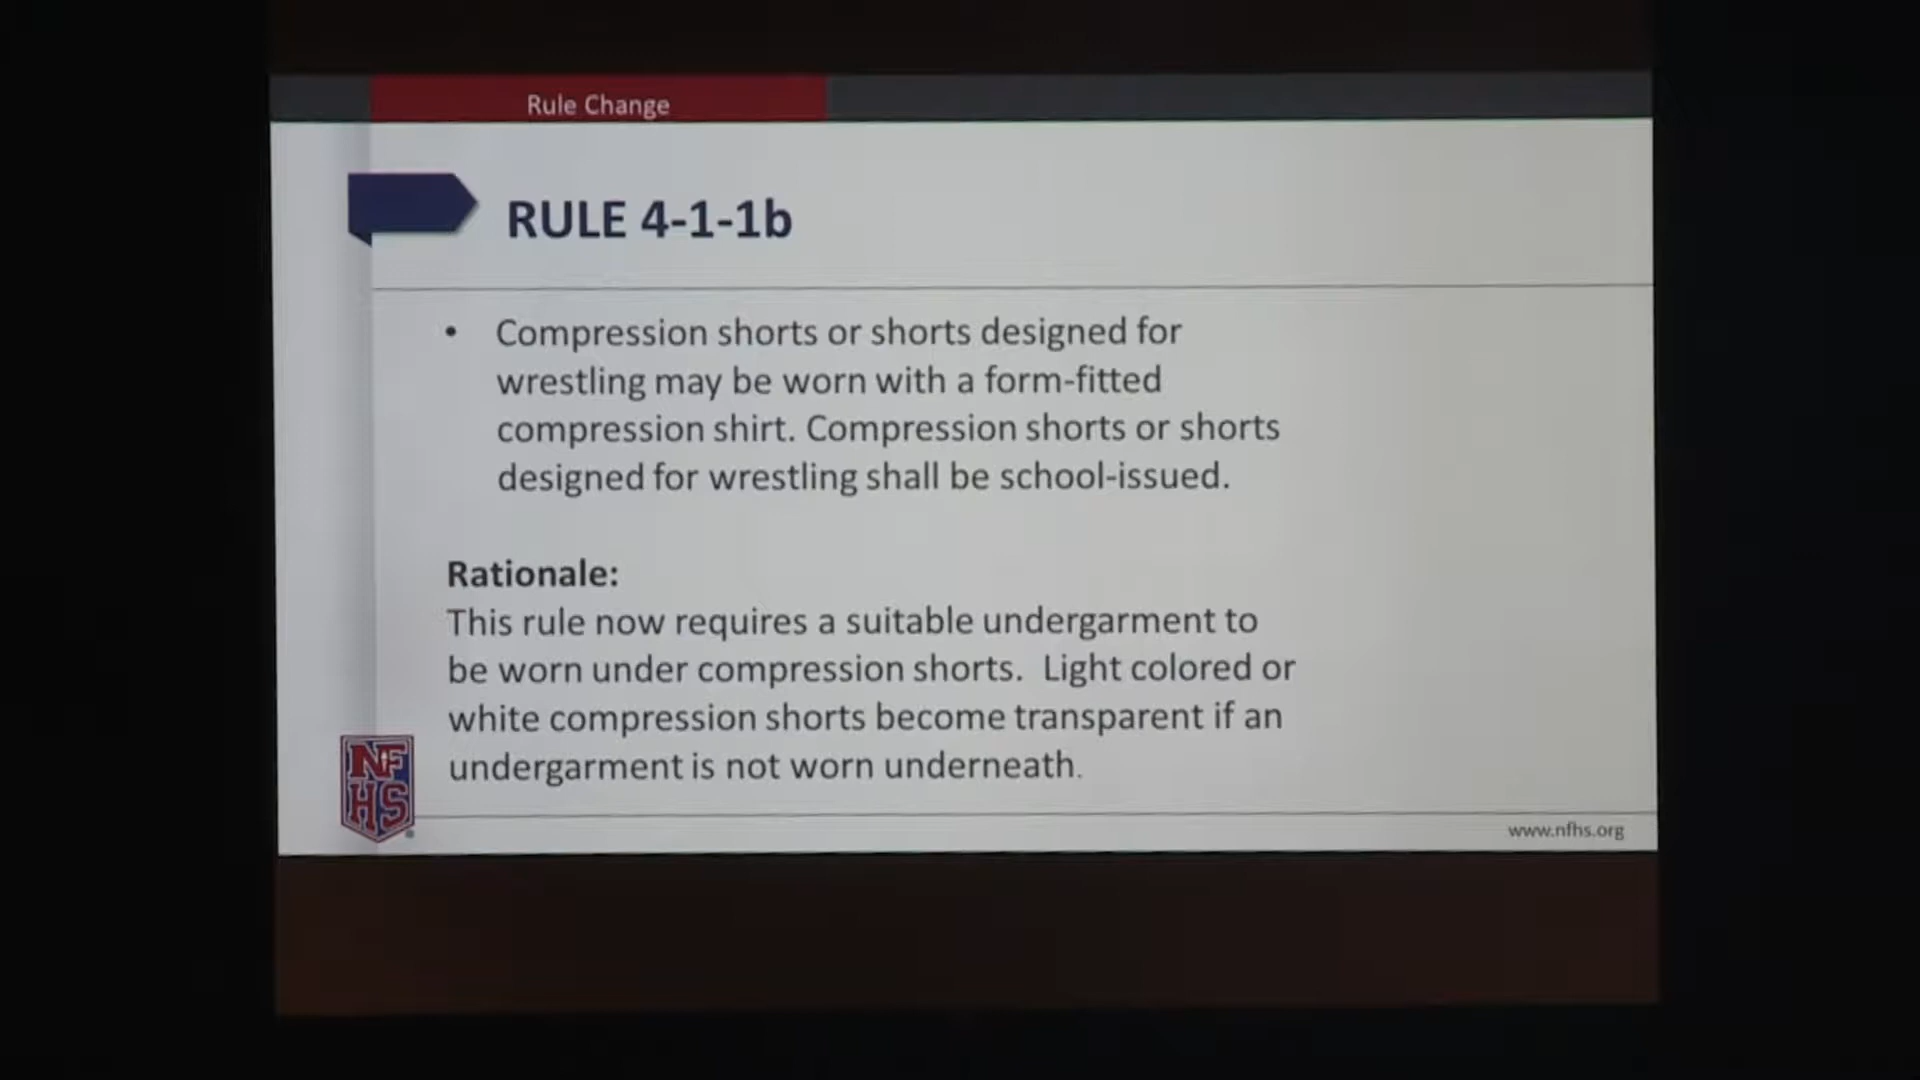 Rule Change
RULE 4-1-1b
• Compression shorts or shorts designed for
wrestling may be worn with a form-fitted
compression shirt. Compression shorts or shorts
designed for wrestling shall be school-issued.
Rationale:
This rule now requires a suitable undergarment to
be worn under compression shorts.  Light colored or
white compression shorts become transparent if an
undergarment is not worn underneath.
NF
HS
www.nfhs.org